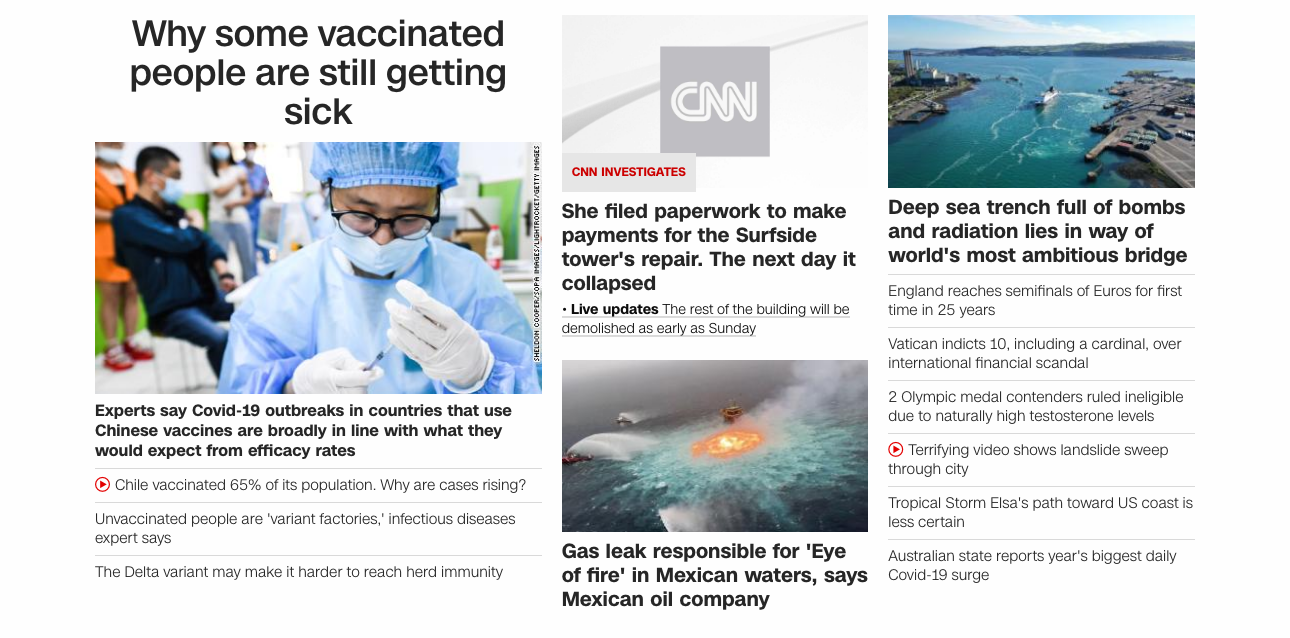 Why some vaccinated
people are still getting
sick
SHELDON COOPER/SOPA IMAGES/LIGHTROCKET/GETTY IMAGES
Experts say Covid-19 outbreaks in countries that use
Chinese vaccines are broadly in line with what they
would expect from efficacy rates
Chile vaccinated 65% of its population. Why are cases rising?
Unvaccinated people are 'variant factories,' infectious diseases
expert says
The Delta variant may make it harder to reach herd immunity
CNN
CNN INVESTIGATES
She filed paperwork to make
payments for the Surfside
tower's repair. The next day it
collapsed
• Live updates The rest of the building will be
demolished as early as Sunday
Gas leak responsible for 'Eye
of fire' in Mexican waters, says
Mexican oil company
Deep sea trench full of bombs
and radiation lies in way of
world's most ambitious bridge
England reaches semifinals of Euros for first
time in 25 years
Vatican indicts 10, including a cardinal, over
international financial scandal
2 Olympic medal contenders ruled ineligible
due to naturally high testosterone levels
Terrifying video shows landslide sweep
through city
Tropical Storm Elsa's path toward US coast is
less certain
Australian state reports year's biggest daily
Covid-19 surge